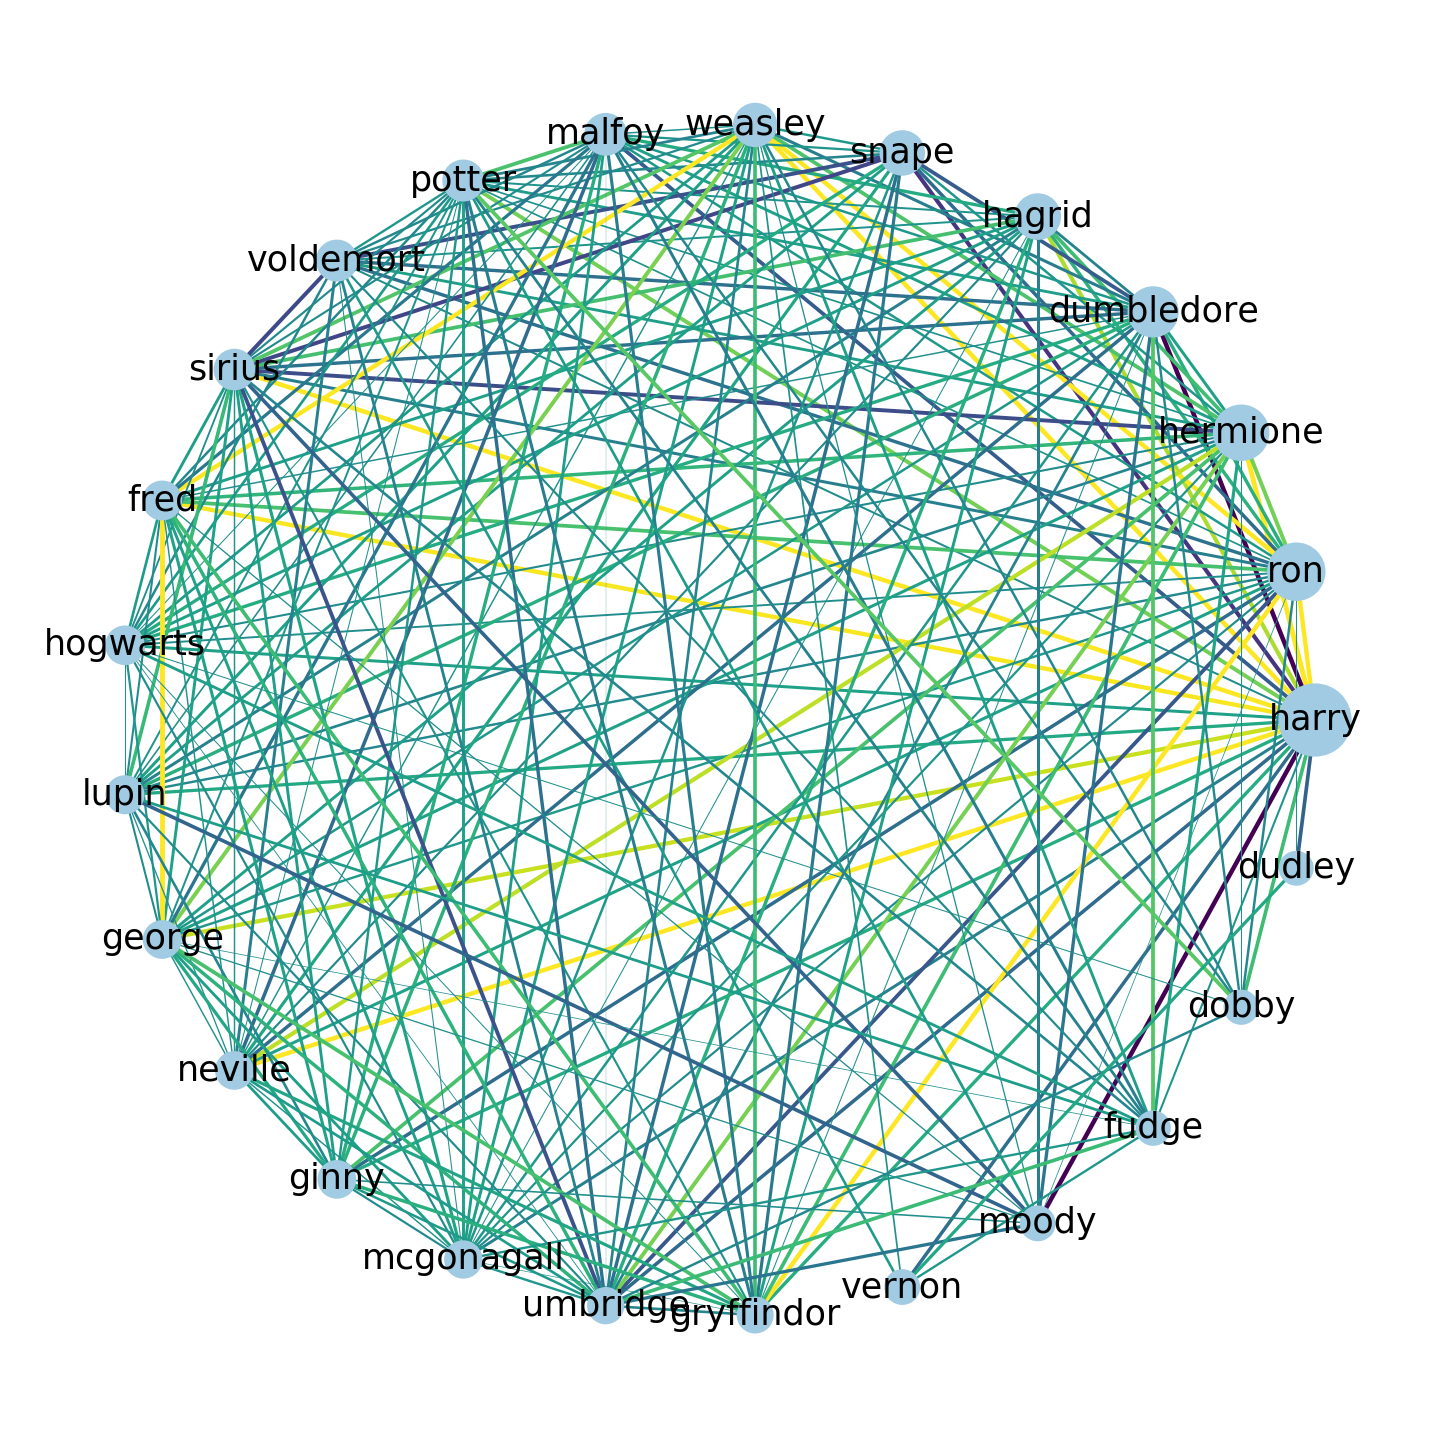 malfoy
weasley
snape
potter
hagrid
voldemort
dumbledore
sirius
hermione
fred
ron
hogwarts
harry
lupin
dudley
george
dobby
neville
fudge
ginny
moody
mcgonagall
vernon
umbridge
gryffindor